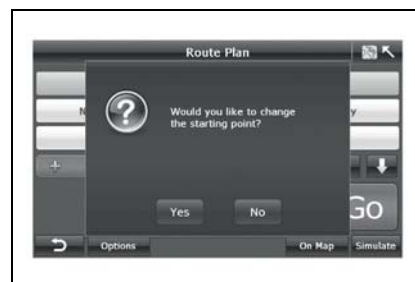 Route Plan
N
y
Would you like to change
the starting point?
Yes
No
Go
Options
On Map
Simulate